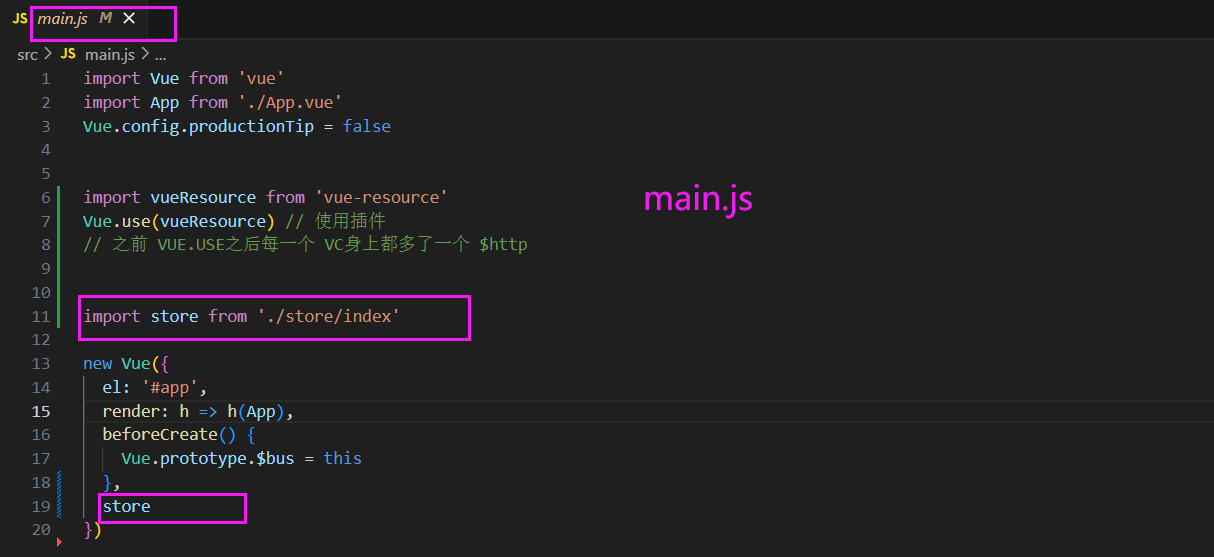 JS main.js M ×
src > JS main.js > ...
1 import Vue from 'vue'
2 import App from './App.vue'
3 Vue.config.productionTip = false
4
5
6 import vueResource from 'vue-resource'
main.js
7 Vue.use(vueResource) // 使用插件
8 // 之前 VUE.USE之后每一个 VC身上都多了一个 $http
9
10
11 import store from './store/index'
12
13 new Vue({
14 el: '#app',
15 render: h => h(App),
16 beforeCreate() {
17 Vue.prototype.$bus = this
18 },
19 store
20 })